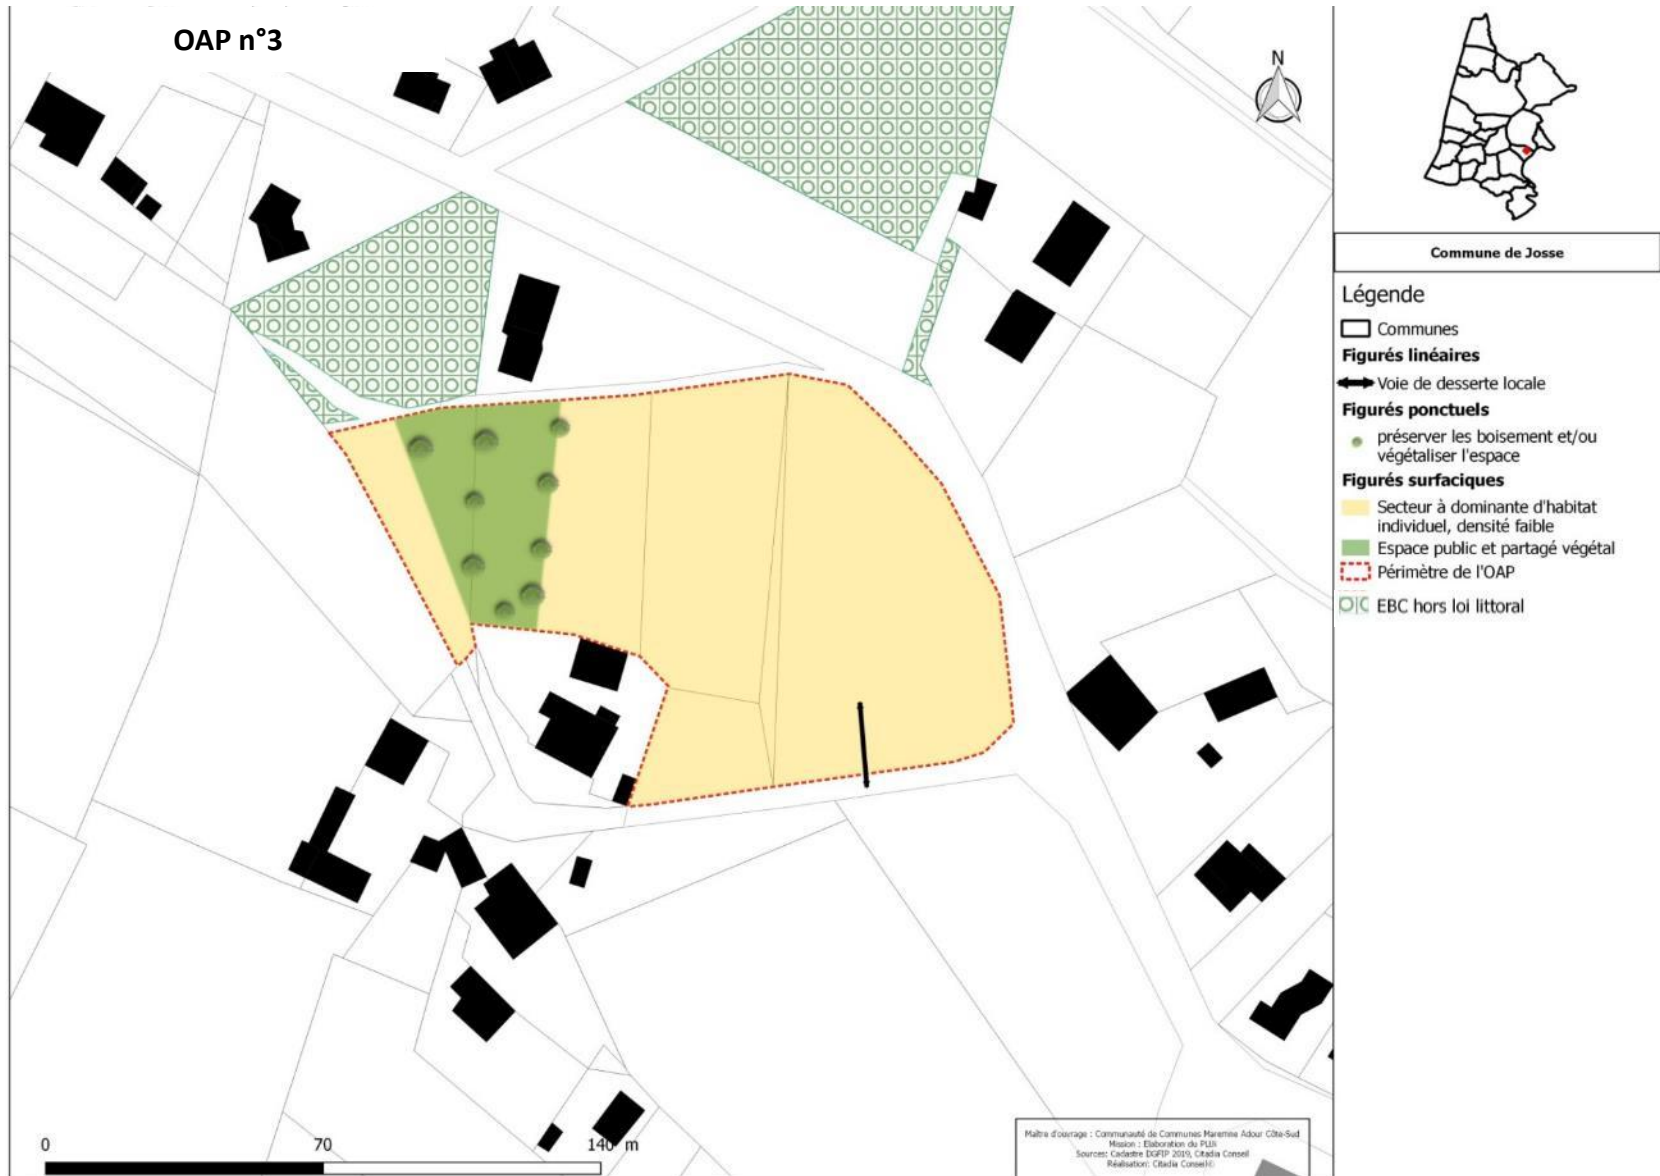 OAP n°3
N
Commune de Josse
Légende
Communes
Figurés linéaires
Voie de desserte locale
Figurés ponctuels
préserver les boisement et/ou
végétaliser l'espace
Figurés surfaciques
Secteur à dominante d'habitat
individuel, densité faible
Espace public et partagé végétal
Périmètre de l'OAP
EBC hors loi littoral
0 70 140 m
Maître d'ouvrage : Communauté de Communes Maremne Adour Côte-Sud
Mission : Elaboration du PLUi
Sources: Cadastre DGFIP 2019, Citadia Conseil
Réalisation: Citadia Conseil©